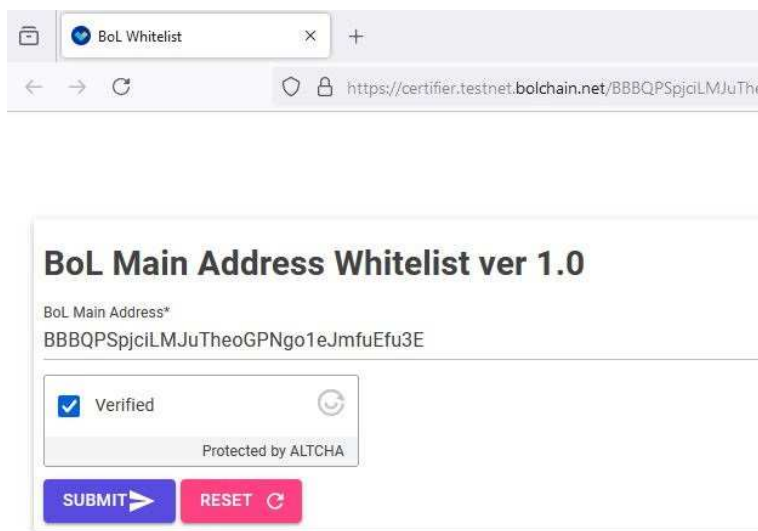 BoL Whitelist
https://certifier.testnet.bolchain.net/BBBQPSpjciLMJuThe
BoL Main Address Whitelist ver 1.0
BoL Main Address*
BBBQPSpjciLMJuTheoGPNgo1eJmfuEfu3E
Verified
Protected by ALTCHA
SUBMIT RESET